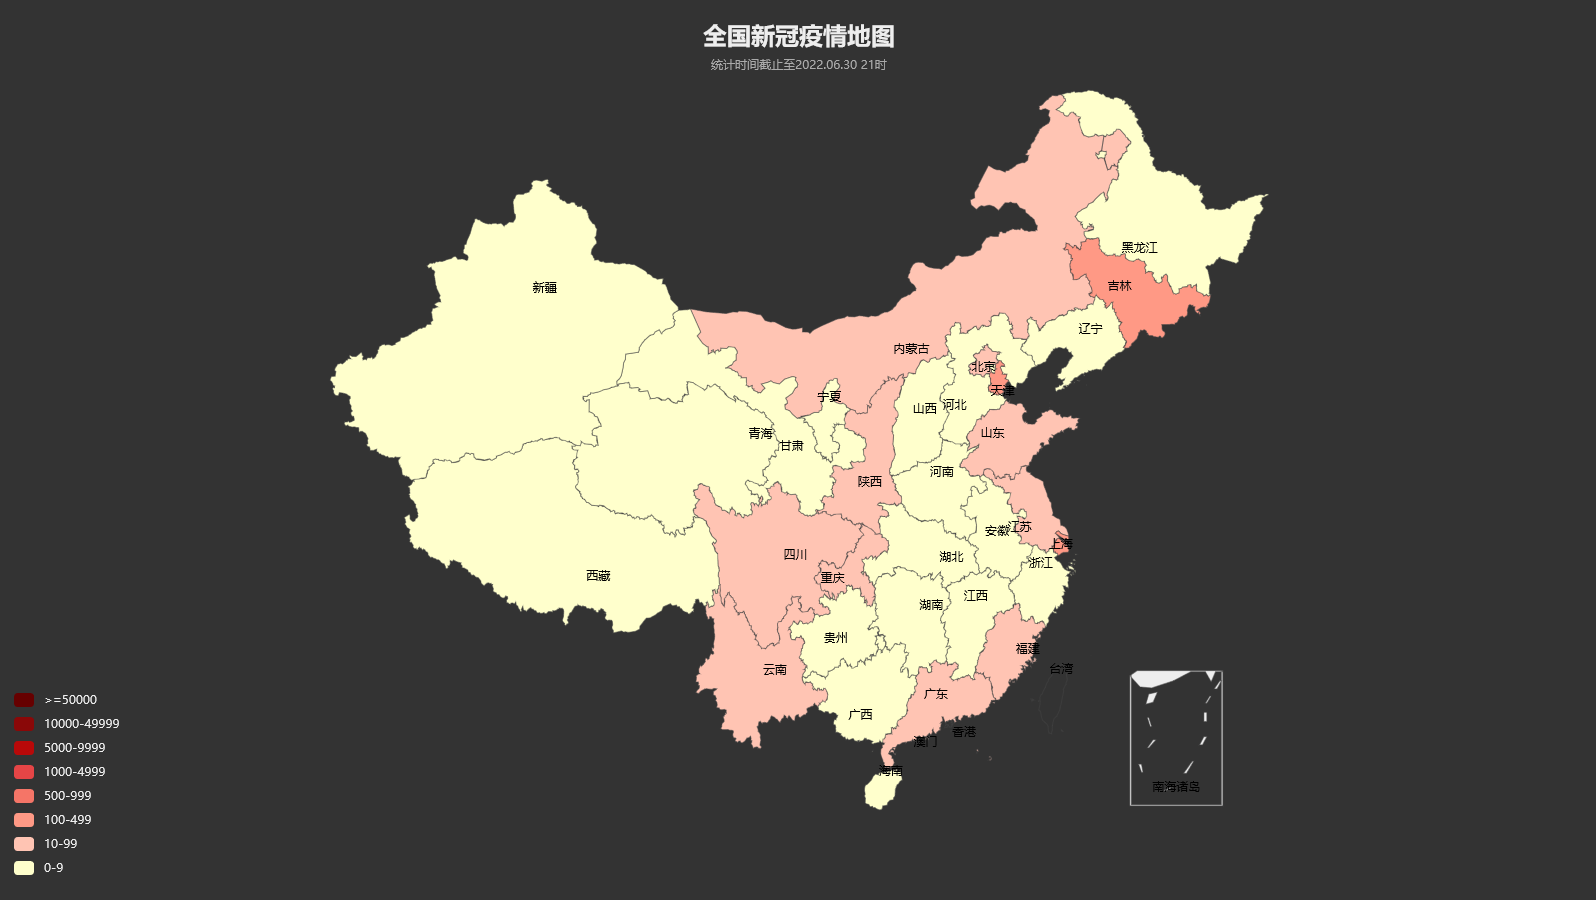 全国新冠疫情地图
统计时间截止至2022.06.30 21时
黑龙江
吉林
新疆
辽宁
内蒙古
北京
天津
宁夏
山西
河北
青海
甘肃
山东
河南
陕西
安徽
江苏
上海
四川
湖北
浙江
西藏
重庆
湖南
江西
贵州
福建
云南
台湾
广东
广西
香港
澳门
海南
南海诸岛
>=50000
10000-49999
5000-9999
1000-4999
500-999
100-499
10-99
0-9